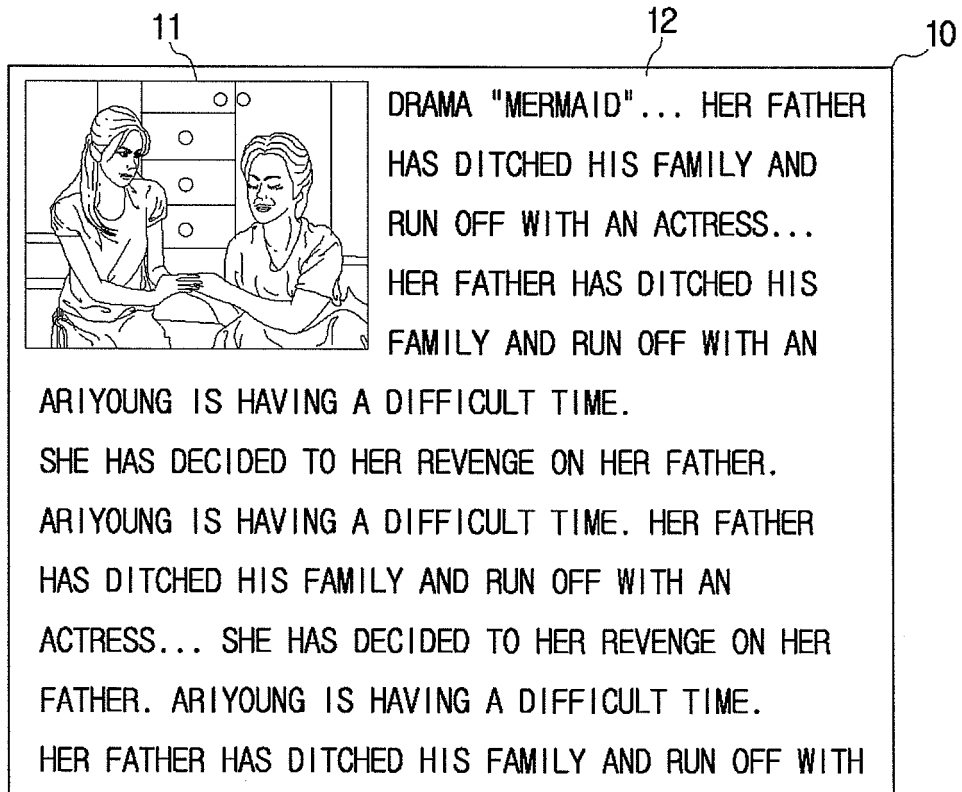 11
12
10
DRAMA "MERMAID"... HER FATHER
HAS DITCHED HIS FAMILY AND
RUN OFF WITH AN ACTRESS...
HER FATHER HAS DITCHED HIS
FAMILY AND RUN OFF WITH AN
ARIYOUNG IS HAVING A DIFFICULT TIME.
SHE HAS DECIDED TO HER REVENGE ON HER FATHER.
ARIYOUNG IS HAVING A DIFFICULT TIME. HER FATHER
HAS DITCHED HIS FAMILY AND RUN OFF WITH AN
ACTRESS... SHE HAS DECIDED TO HER REVENGE ON HER
FATHER. ARIYOUNG IS HAVING A DIFFICULT TIME.
HER FATHER HAS DITCHED HIS FAMILY AND RUN OFF WITH